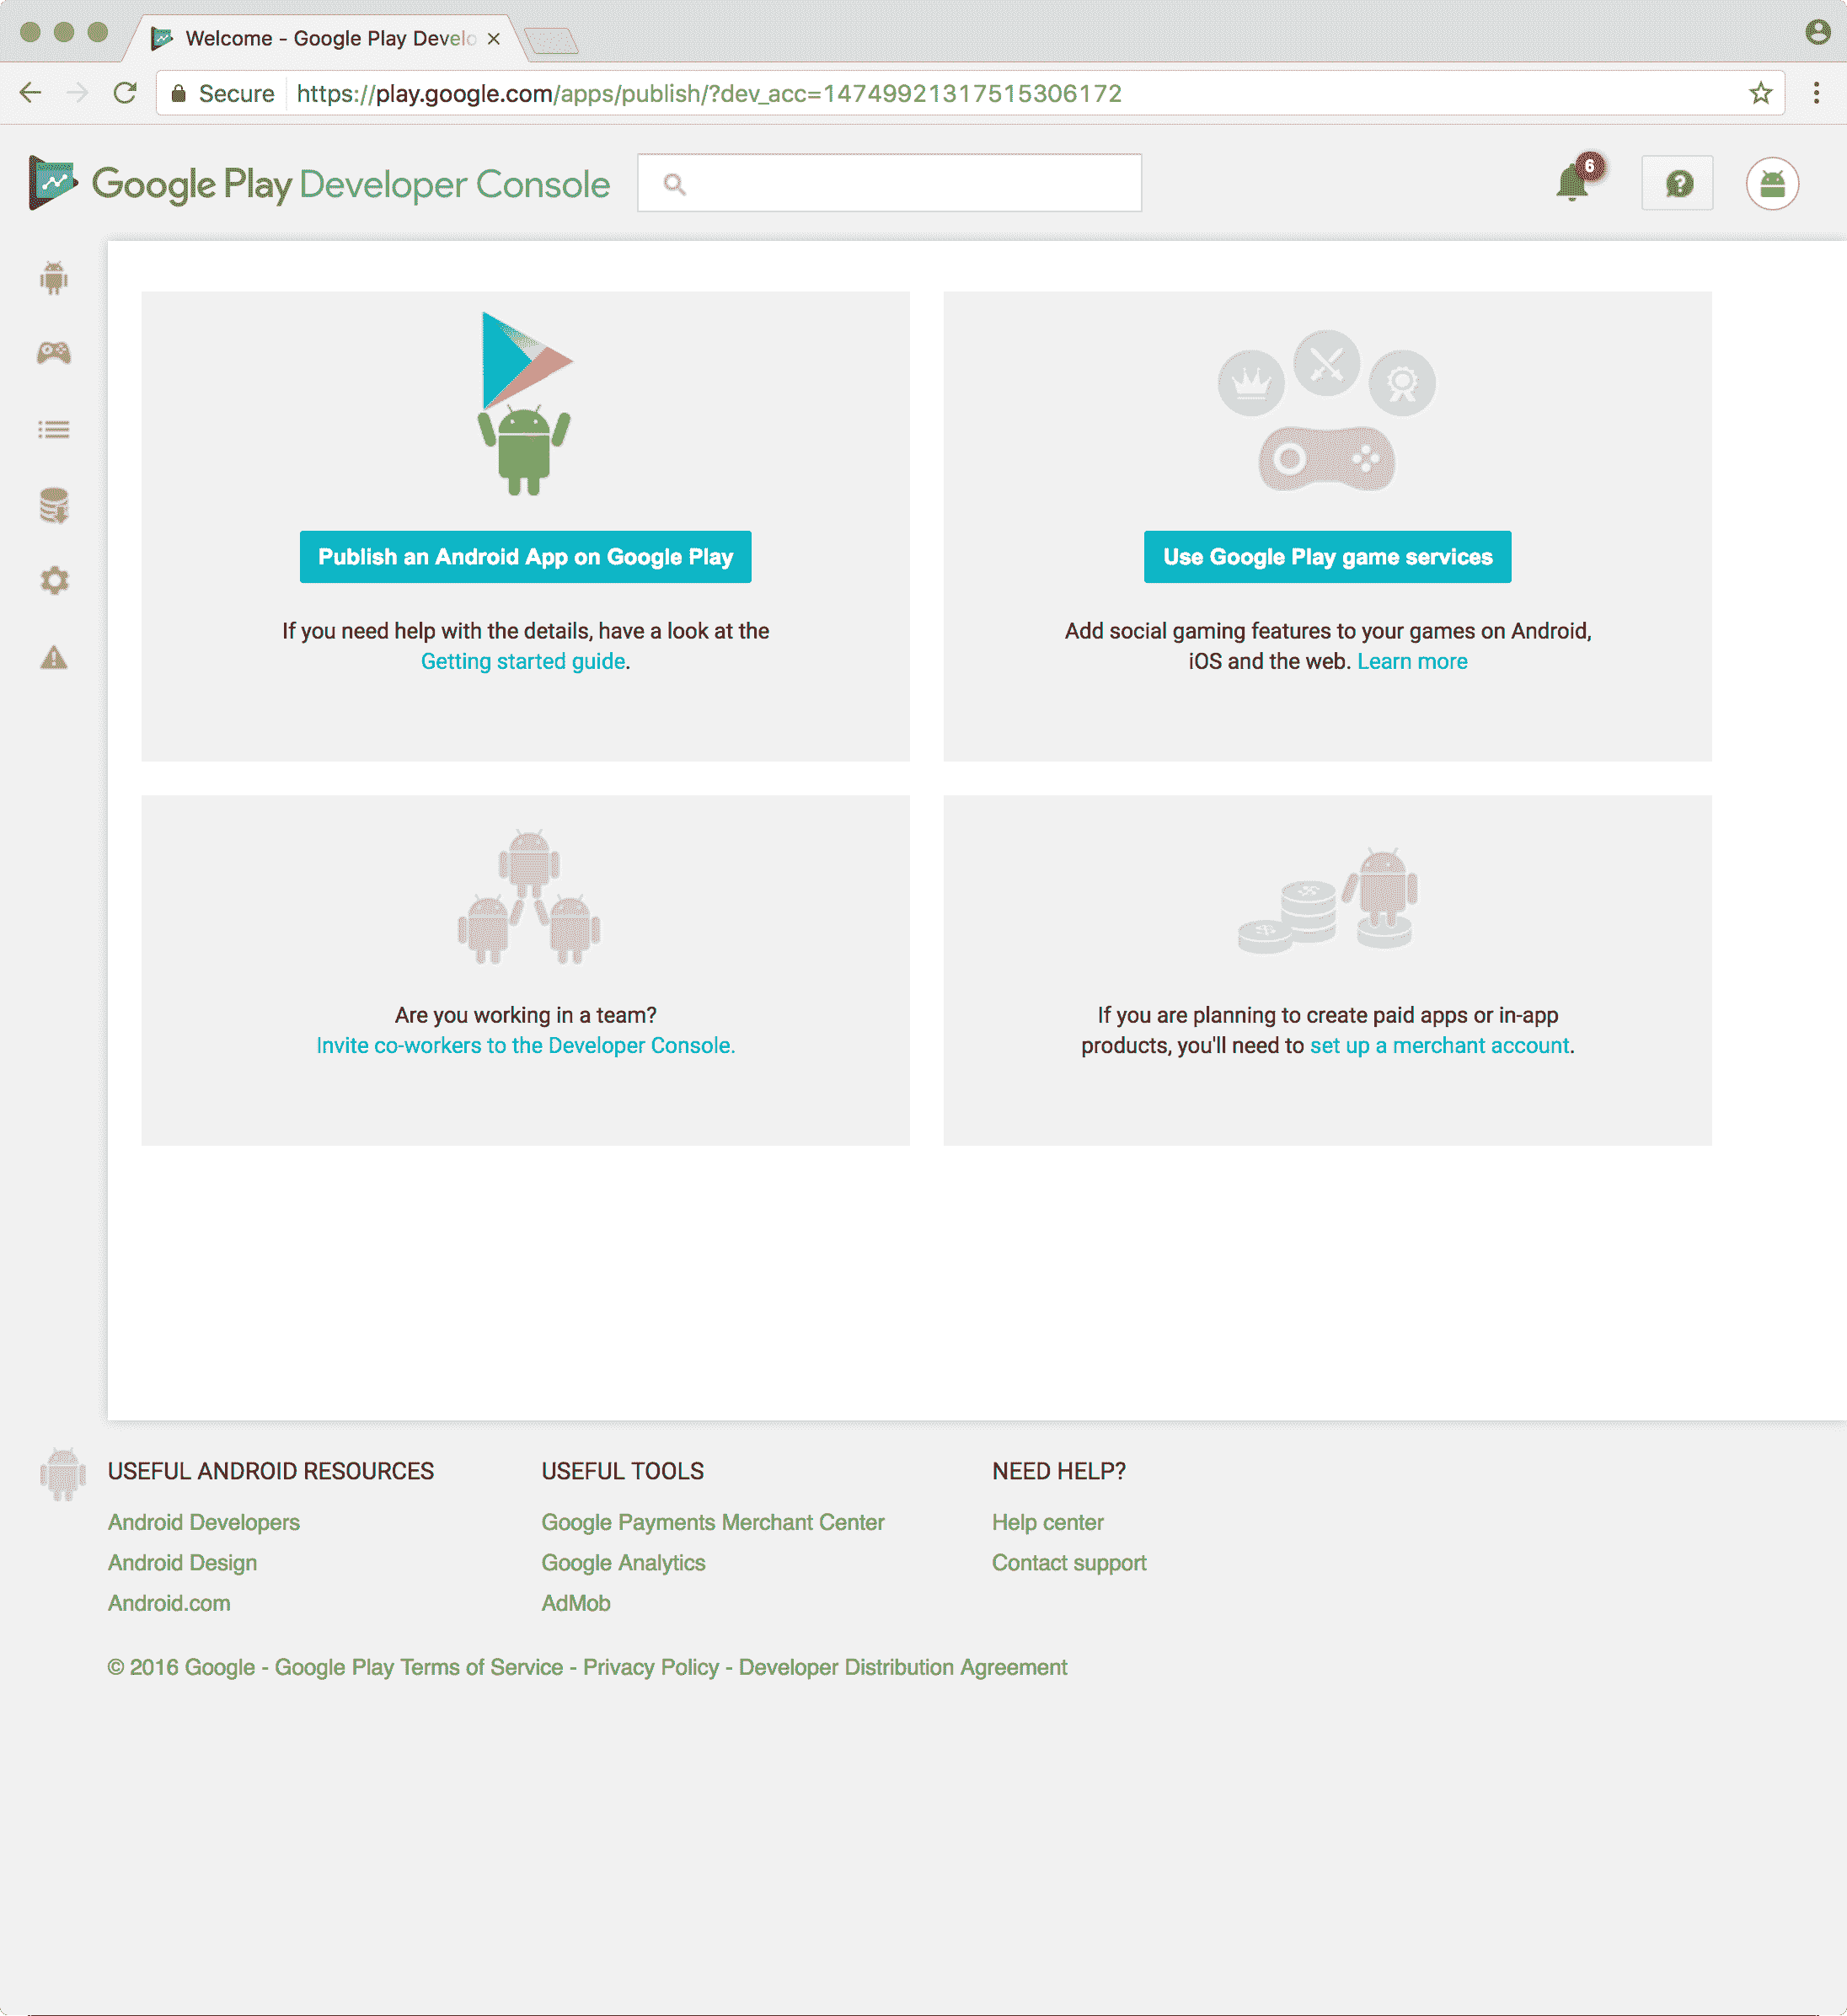 Welcome - Google Play Develo
Secure https://play.google.com/apps/publish/?dev_acc=14749921317515306172
Google Play Developer Console
6
?
Publish an Android App on Google Play
If you need help with the details, have a look at the
Getting started guide.
Use Google Play game services
Add social gaming features to your games on Android,
iOS and the web. Learn more
Are you working in a team?
Invite co-workers to the Developer Console.
If you are planning to create paid apps or in-app
products, you'll need to set up a merchant account.
USEFUL ANDROID RESOURCES
Android Developers
Android Design
Android.com
USEFUL TOOLS
Google Payments Merchant Center
Google Analytics
AdMob
NEED HELP?
Help center
Contact support
© 2016 Google - Google Play Terms of Service - Privacy Policy - Developer Distribution Agreement